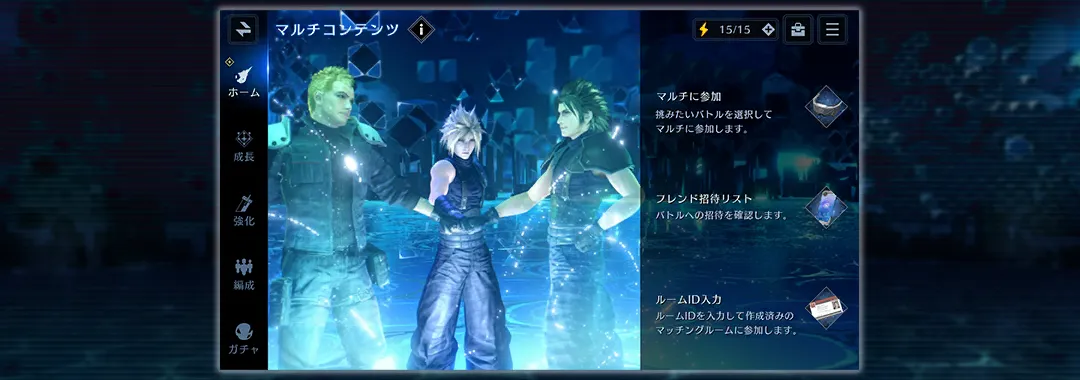 マルチコンテンツ
i
15/15
ホーム
成長
強化
編成
ガチャ
マルチに参加
挑みたいバトルを選択して
マルチに参加します。
フレンド招待リスト
バトルへの招待を確認します。
ルームID入力
ルームIDを入力して作成済みの
マッチングルームに参加します。